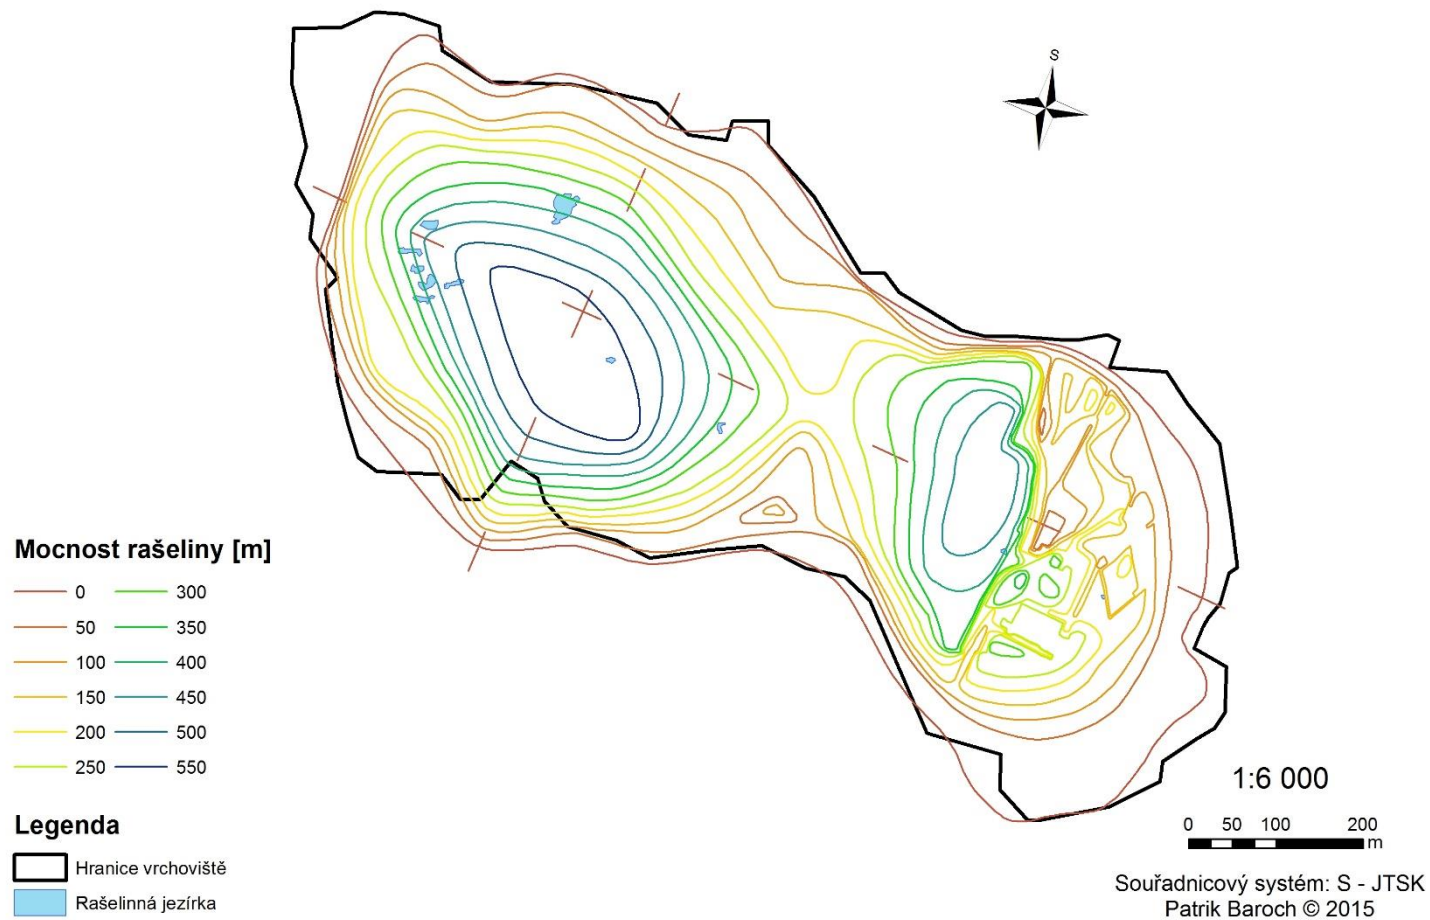 S
Mocnost rašeliny [m]
0 300
50 350
100 400
150 450
200 500
250 550
Legenda
Hranice vrchoviště
Rašelinná jezírka
1:6 000
0 50 100 200
m
Souřadnicový systém: S - JTSK
Patrik Baroch © 2015